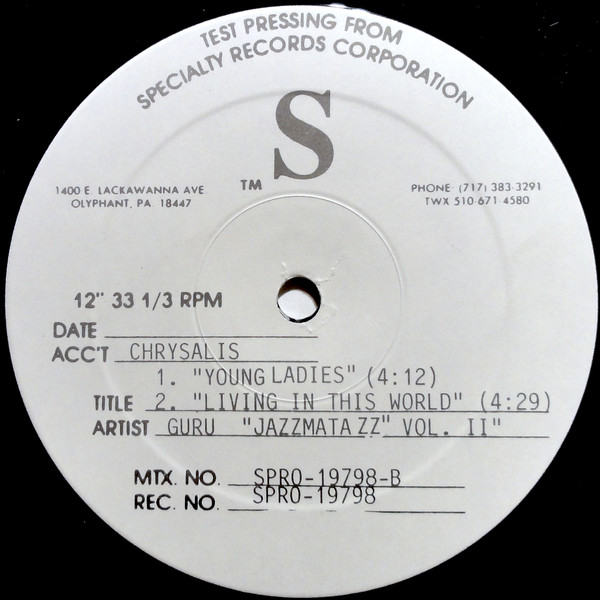 TEST PRESSING FROM
SPECIALTY RECORDS CORPORATION
S
TM
1400 E. LACKAWANNA AVE
OLYPHANT, PA 18447
PHONE (717) 383-3291
TWX 510-671-4580
12" 33 1/3 RPM
DATE
ACC'T CHRYSALIS
1. "YOUNG LADIES" (4:12)
TITLE 2. "LIVING IN THIS WORLD" (4:29)
ARTIST GURU "JAZZMATAZZ" VOL. II"
MTX. NO. SPRO-19798-B
REC. NO. SPRO-19798